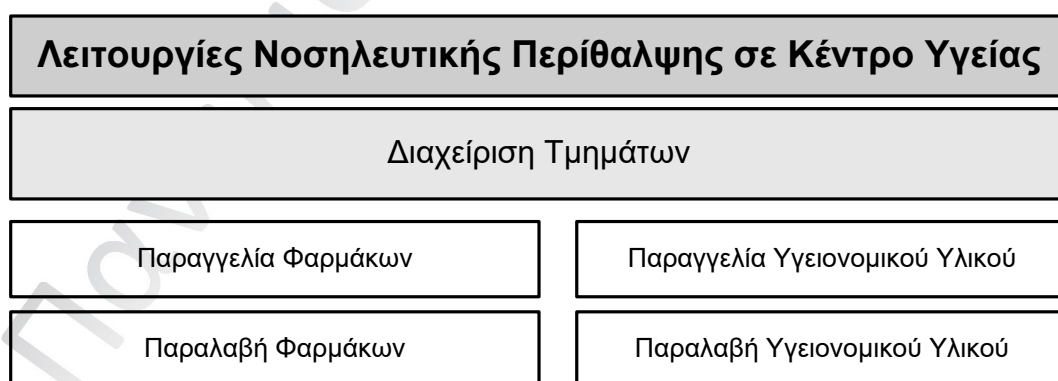 Λειτουργίες Νοσηλευτικής Περίθαλψης σε Κέντρο Υγείας
Διαχείριση Τμημάτων
Παραγγελία Φαρμάκων
Παραγγελία Υγειονομικού Υλικού
Παραλαβή Φαρμάκων
Παραλαβή Υγειονομικού Υλικού